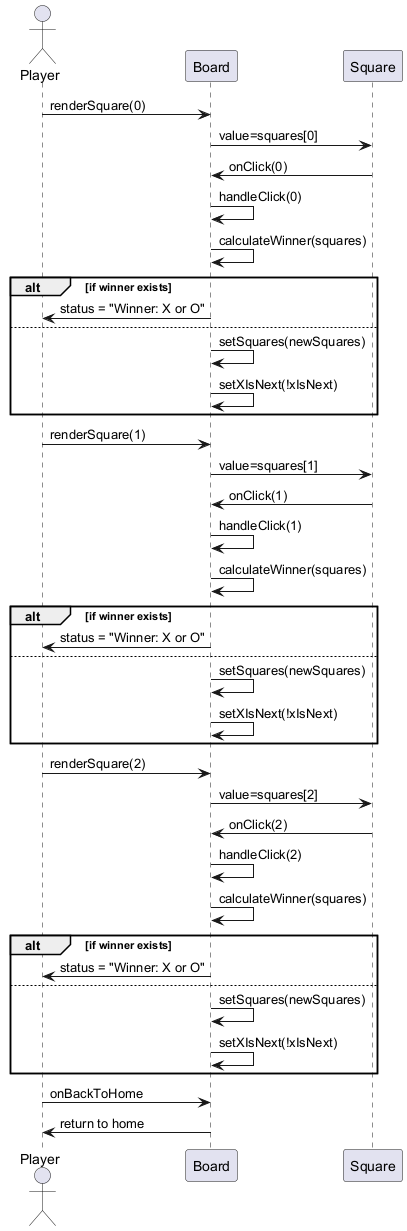 Player
Board
Square
renderSquare(0)
value=squares[0]
onClick(0)
handleClick(0)
calculateWinner(squares)
alt [if winner exists]
status = "Winner: X or O"
setSquares(newSquares)
setXIsNext(!xIsNext)
renderSquare(1)
value=squares[1]
onClick(1)
handleClick(1)
calculateWinner(squares)
alt [if winner exists]
status = "Winner: X or O"
setSquares(newSquares)
setXIsNext(!xIsNext)
renderSquare(2)
value=squares[2]
onClick(2)
handleClick(2)
calculateWinner(squares)
alt [if winner exists]
status = "Winner: X or O"
setSquares(newSquares)
setXIsNext(!xIsNext)
onBackToHome
return to home
Player
Board
Square